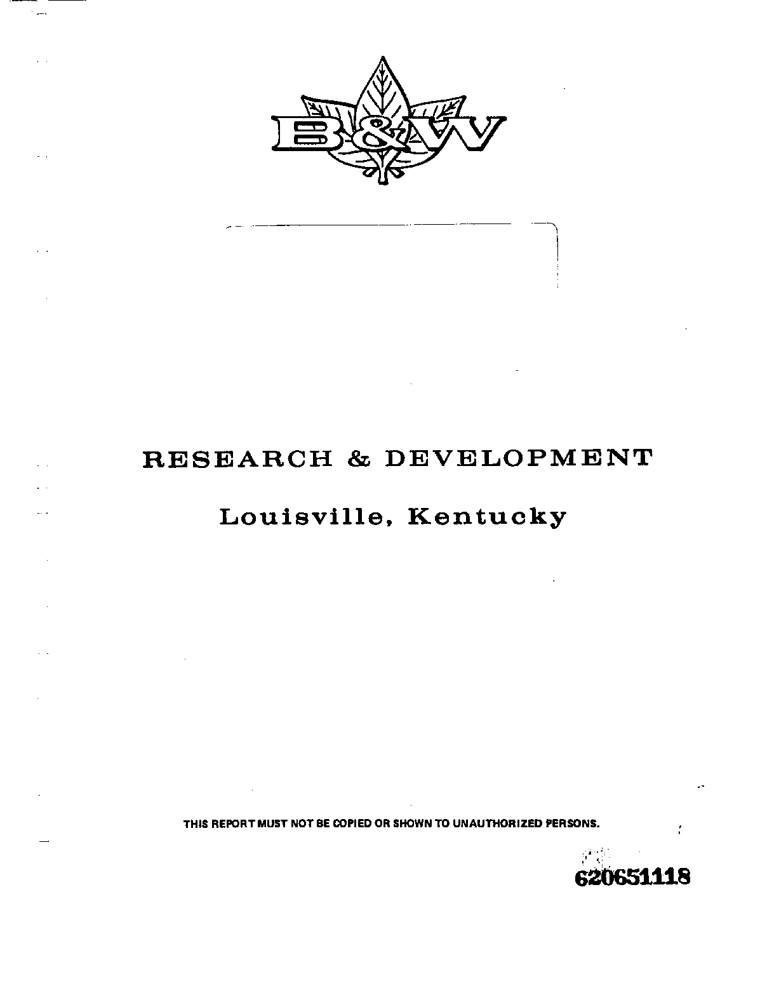 B&W
RESEARCH & DEVELOPMENT
Louisville, Kentucky
THIS REPORT MUST NOT BE COPIED OR SHOWN TO UNAUTHORIZED PERSONS.
620651118